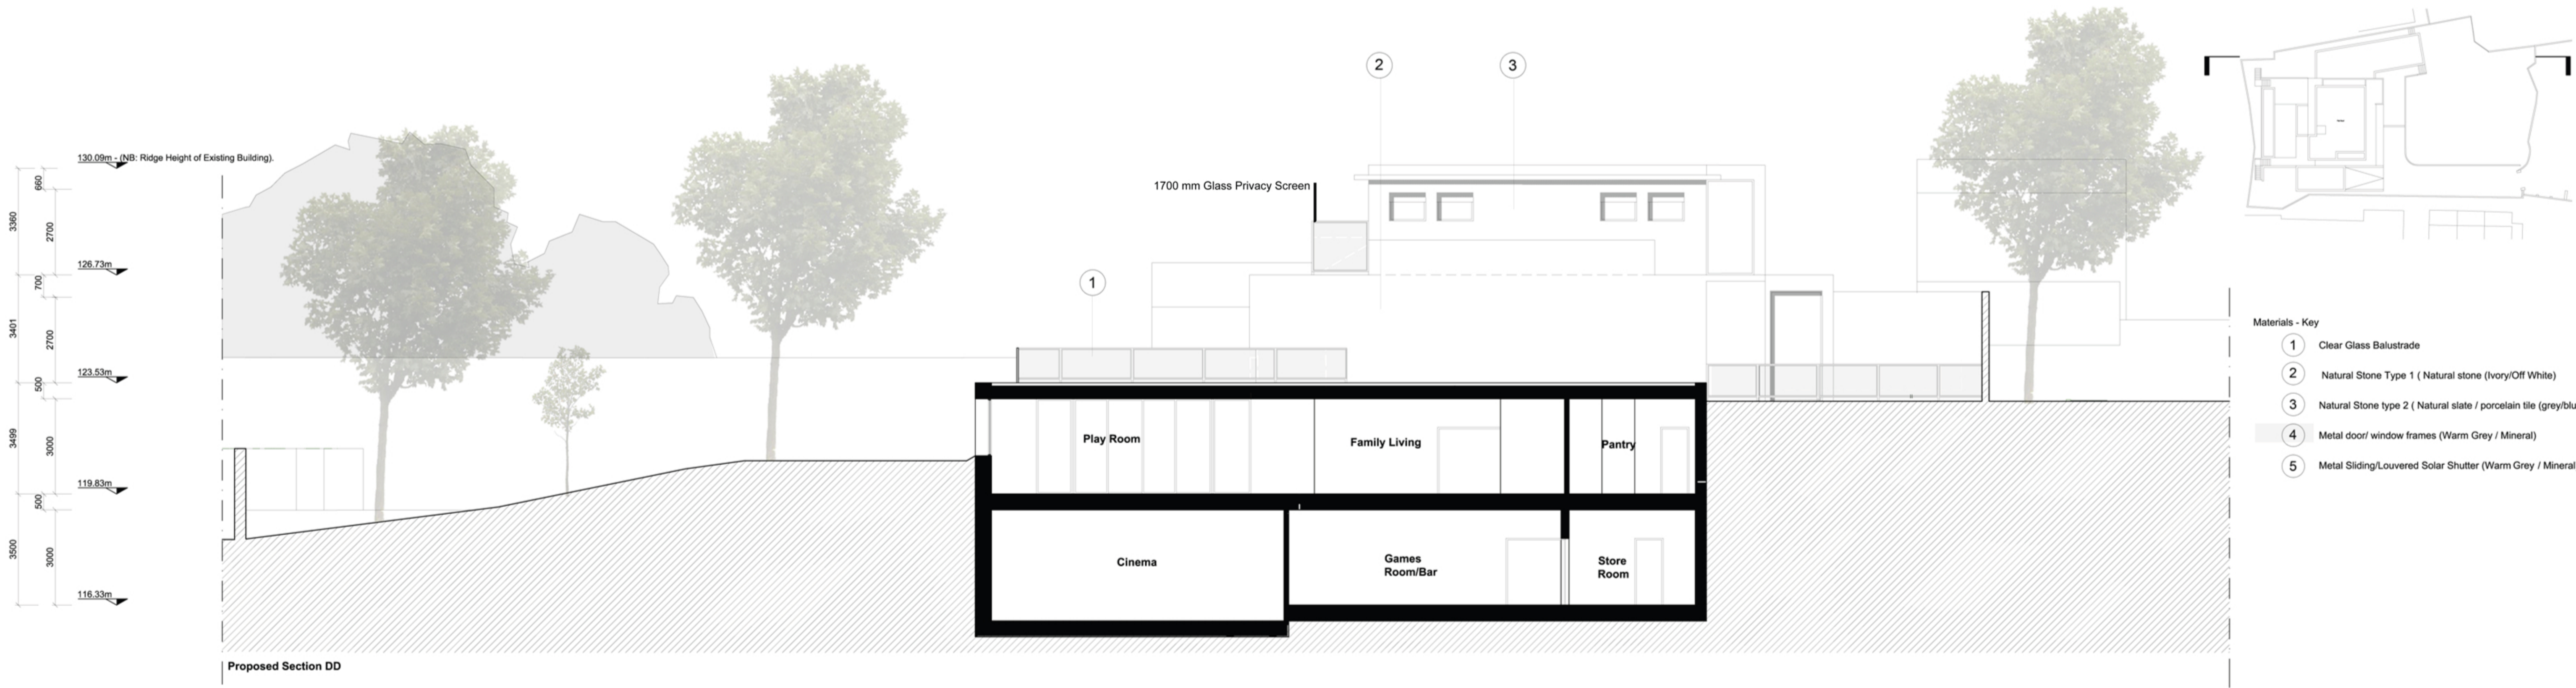 2
3
130.09m - (NB: Ridge Height of Existing Building).
660
3360
2700
1700 mm Glass Privacy Screen
126.73m
700
1
3401
2700
123.53m
500
3499
3000
119.83m
500
3500
3000
116.33m
Play Room
Family Living
Pantry
Cinema
Games
Room/Bar
Store
Room
Materials - Key
1 Clear Glass Balustrade
2 Natural Stone Type 1 ( Natural stone (Ivory/Off White)
3 Natural Stone type 2 ( Natural slate / porcelain tile (grey/blu
4 Metal door/ window frames (Warm Grey / Mineral)
5 Metal Sliding/Louvered Solar Shutter (Warm Grey / Mineral
Proposed Section DD